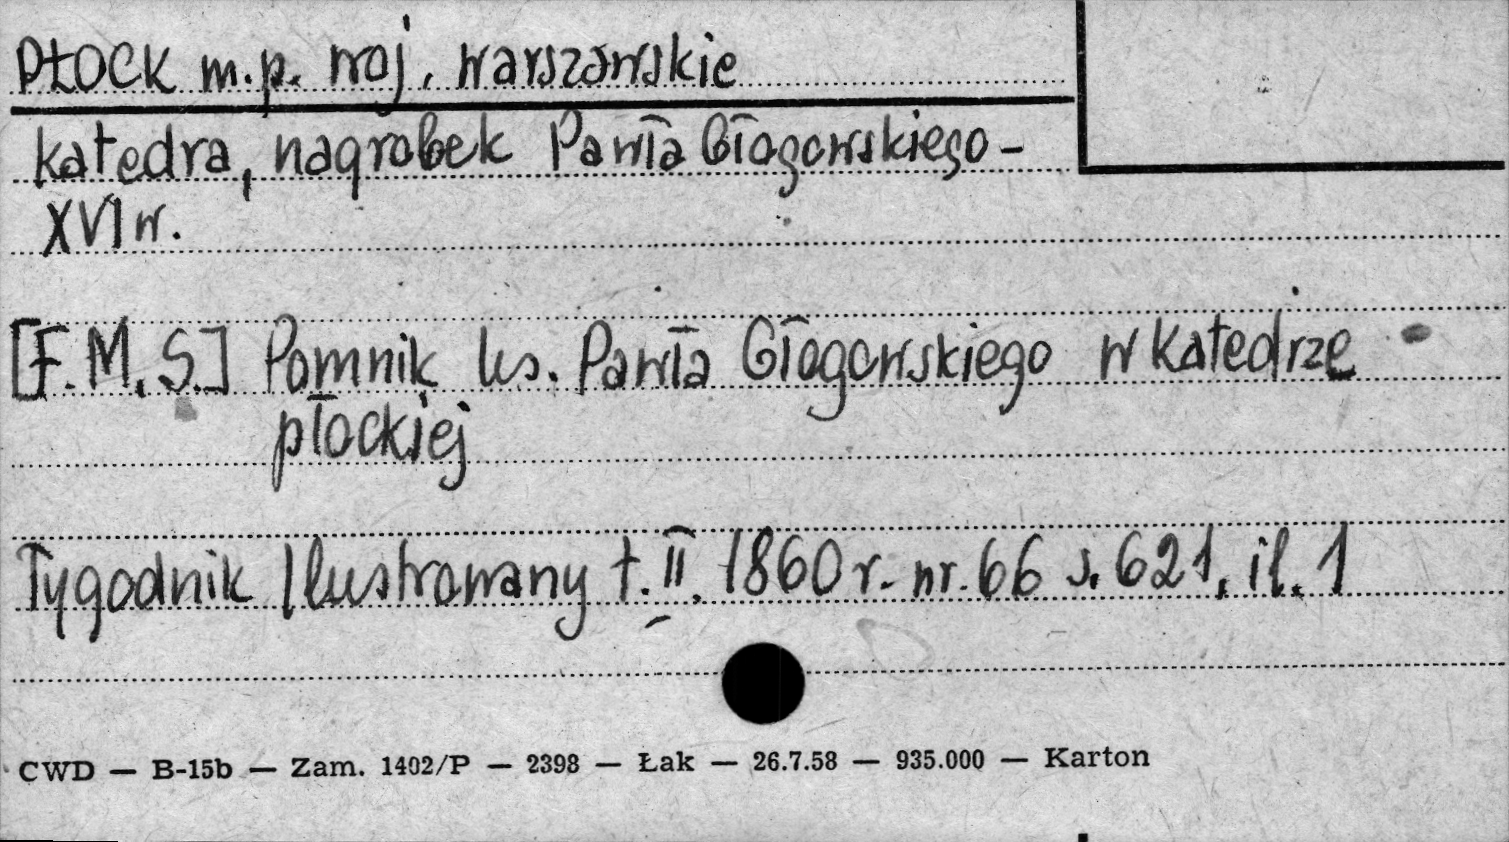 PŁOCK m.p. woj. warszawskie
katedra, nagrobek Pawła Głogowskiego -
XVI w.
[F.M.S.] Pomnik ks. Pawła Głogowskiego w katedrze
płockiej
Tygodnik Ilustrowany t. II. 1860 r. nr. 66 s. 621, il. 1
CWD — B-15b — Zam. 1402/P — 2398 — Łak — 26.7.58 — 935.000 — Karton